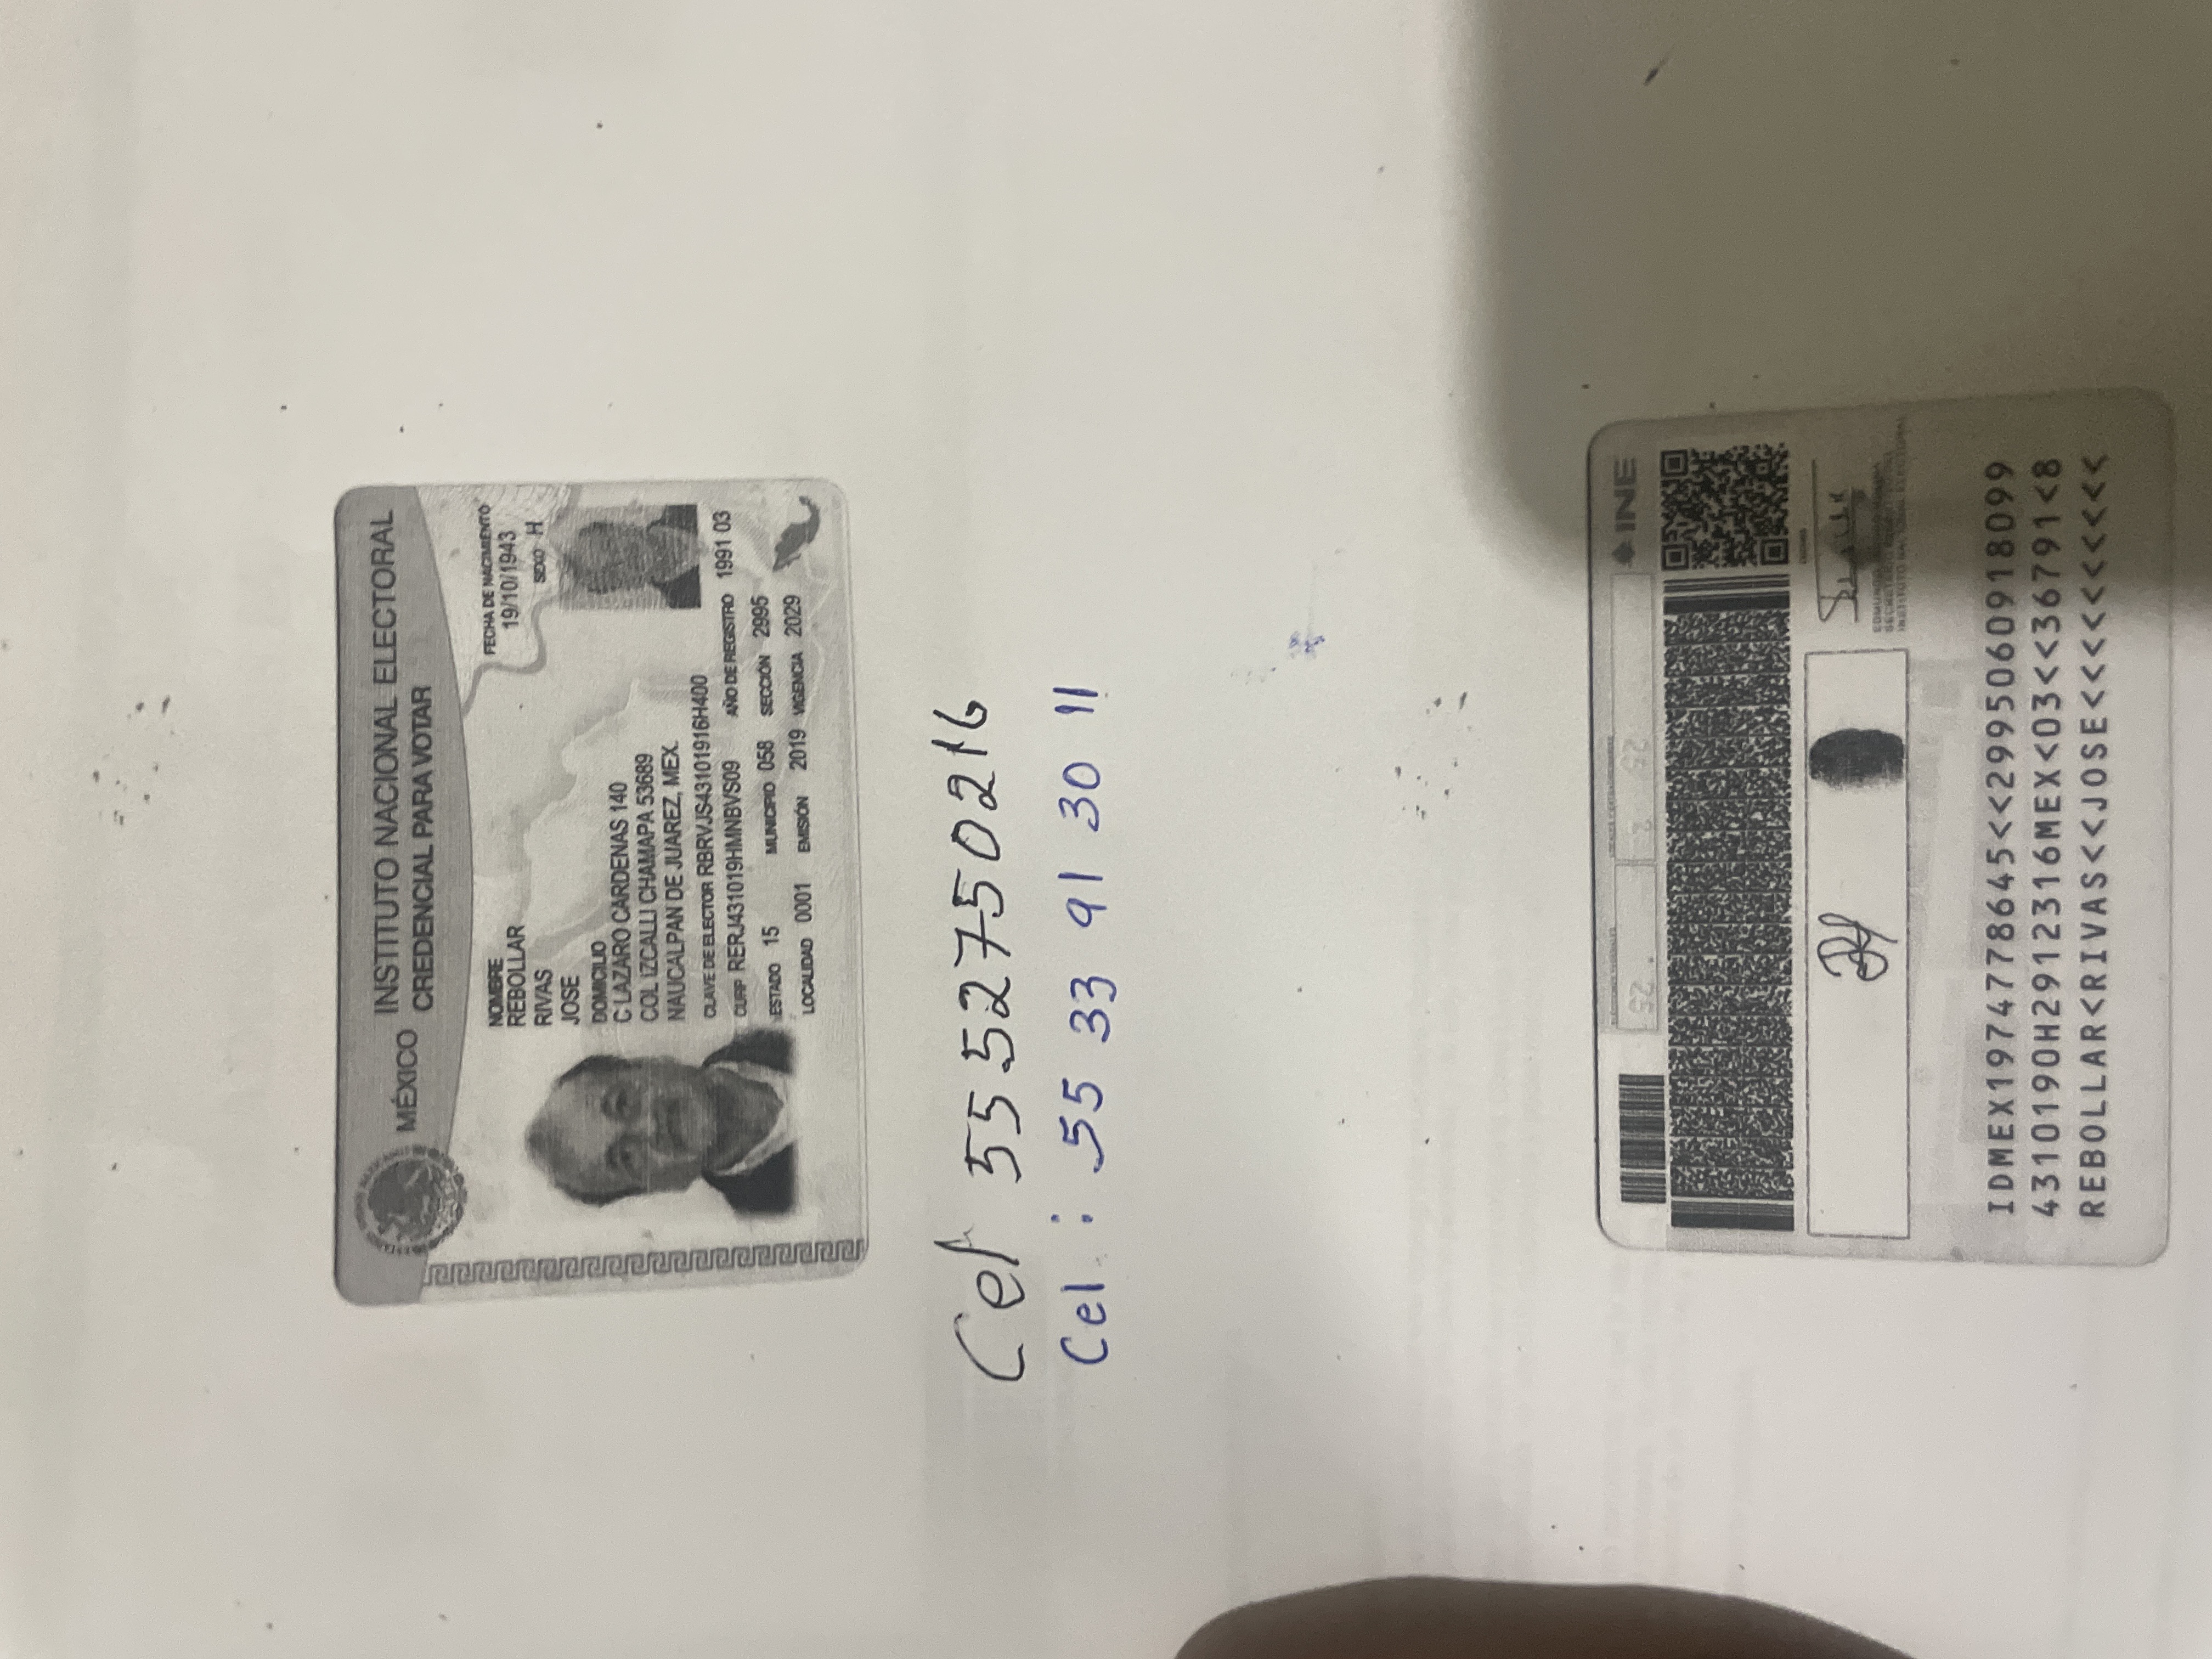 MÉXICO INSTITUTO NACIONAL ELECTORAL
CREDENCIAL PARA VOTAR
NOMBRE
REBOLLAR
RIVAS
JOSE
FECHA DE NACIMIENTO
19/10/1943
SEXO H
DOMICILIO
C LAZARO CARDENAS 140
COL IZCALLI CHAMAPA 53689
NAUCALPAN DE JUAREZ, MEX.
CLAVE DE ELECTOR RBRVJS43101916H400
CURP RERJ431019HMNBVS09 AÑO DE REGISTRO 1991 03
ESTADO 15 MUNICIPIO 058 SECCIÓN 2995
LOCALIDAD 0001 EMISIÓN 2019 VIGENCIA 2029
Cel 5552750216
Cel : 55 33 91 30 11
INE
IDMEX1974778645<<2995060918099
4310190H2912316MEX<03<<36791<8
REBOLLAR<RIVAS<<JOSE<<<<<<<<<<